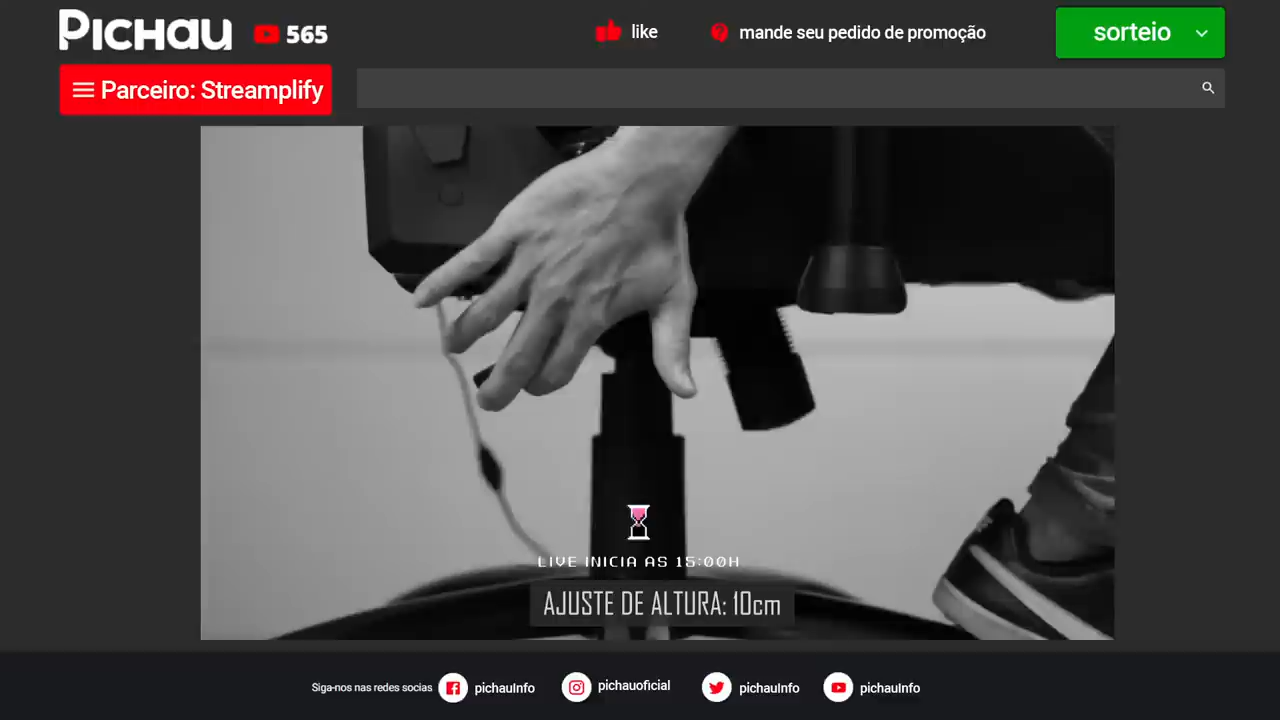 PICHAU
565
like
mande seu pedido de promoção
sorteio
Parceiro: Streamplify
LIVE INICIA AS 15:00H
AJUSTE DE ALTURA: 10cm
Siga-nos nas redes socias
pichauInfo
pichauoficial
pichauInfo
pichauInfo